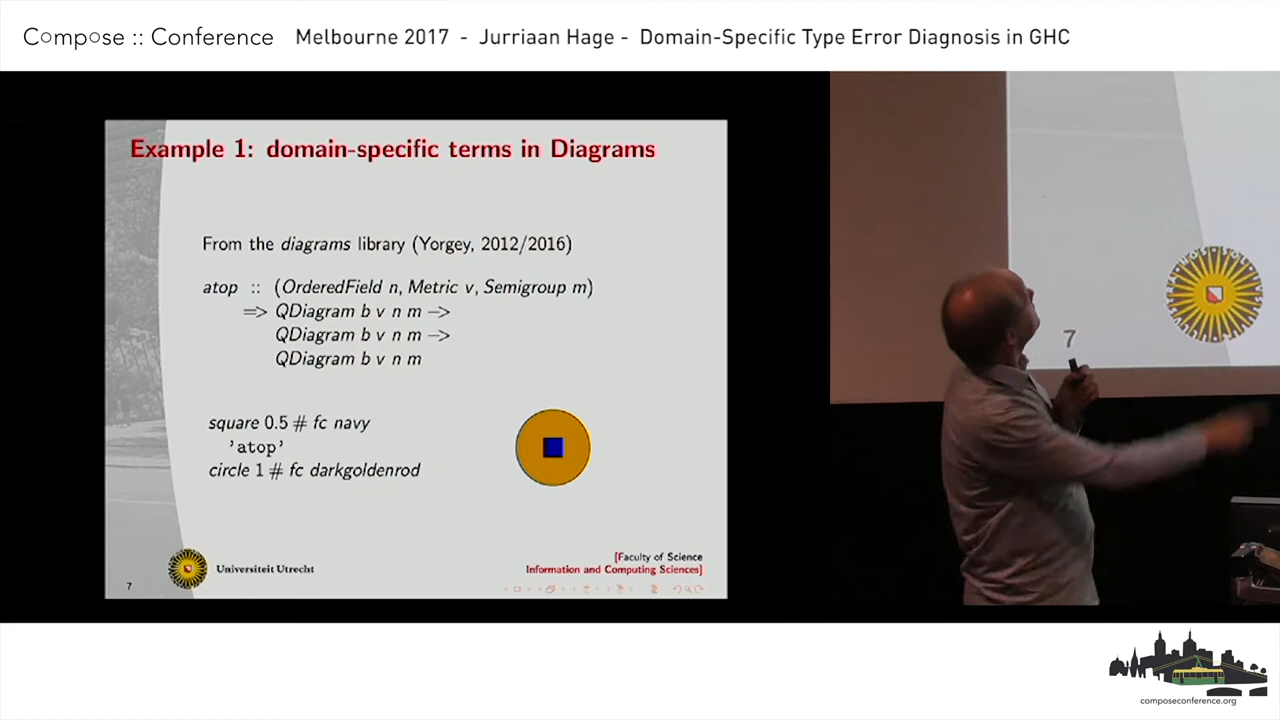 Compose :: Conference Melbourne 2017 - Jurriaan Hage - Domain-Specific Type Error Diagnosis in GHC
Example 1: domain-specific terms in Diagrams
From the diagrams library (Yorgey, 2012/2016)
atop :: (OrderedField n, Metric v, Semigroup m)
=> QDiagram b v n m ->
QDiagram b v n m ->
QDiagram b v n m
square 0.5 # fc navy
'atop'
circle 1 # fc darkgoldenrod
Universiteit Utrecht
[Faculty of Science
Information and Computing Sciences]
7
7
composeconference.org